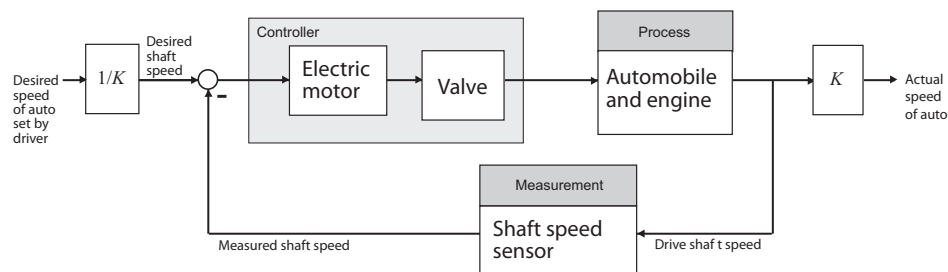 Desired
speed
of auto
set by
driver
1/K
Desired
shaft
speed
-
Controller
Electric
motor
Valve
Process
Automobile
and engine
K
Actual
speed
of auto
Measurement
Shaft speed
sensor
Measured shaft speed
Drive shaf t speed